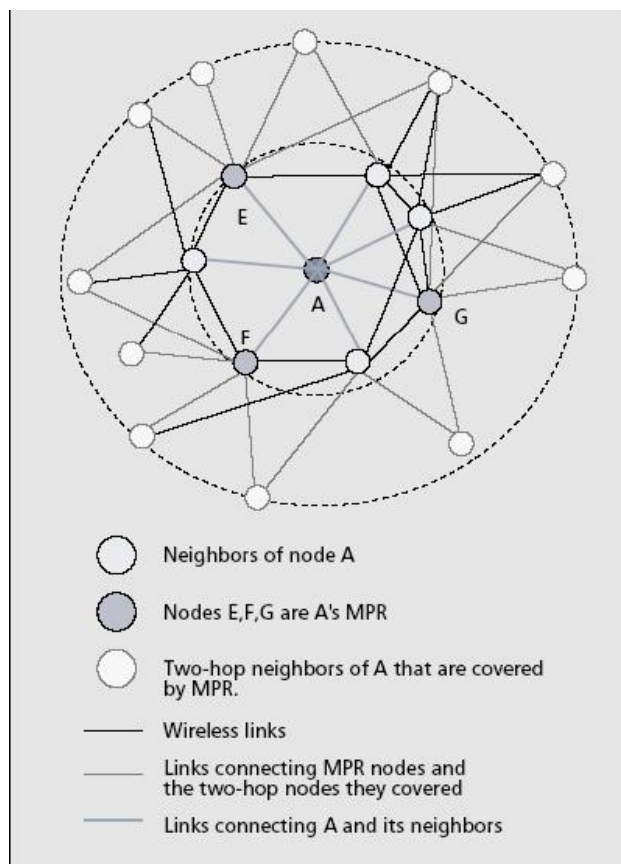 E
A
G
F
Neighbors of node A
Nodes E,F,G are A's MPR
Two-hop neighbors of A that are covered
by MPR.
Wireless links
Links connecting MPR nodes and
the two-hop nodes they covered
Links connecting A and its neighbors